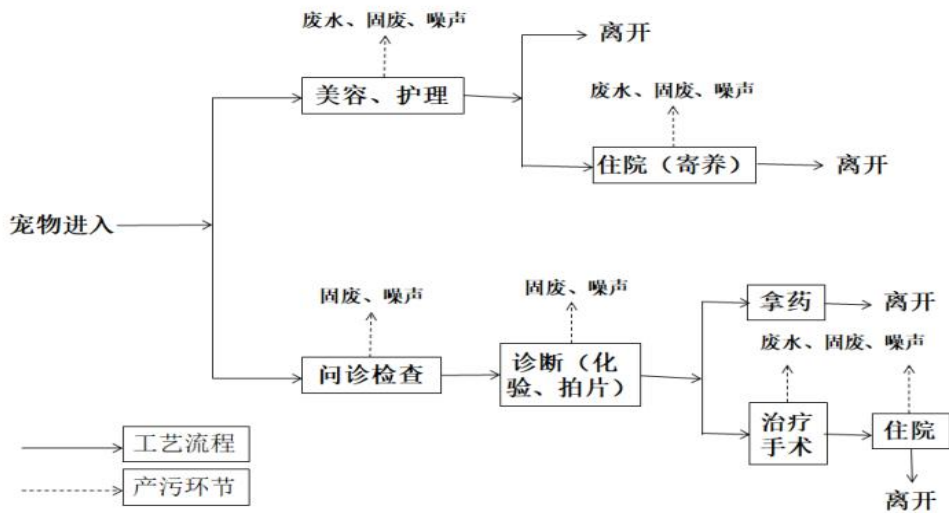 废水、固废、噪声
离开
美容、护理
废水、固废、噪声
住院（寄养）
离开
宠物进入
固废、噪声
固废、噪声
拿药
离开
废水、固废、噪声
问诊检查
诊断（化
验、拍片）
治疗
手术
住院
工艺流程
产污环节
离开